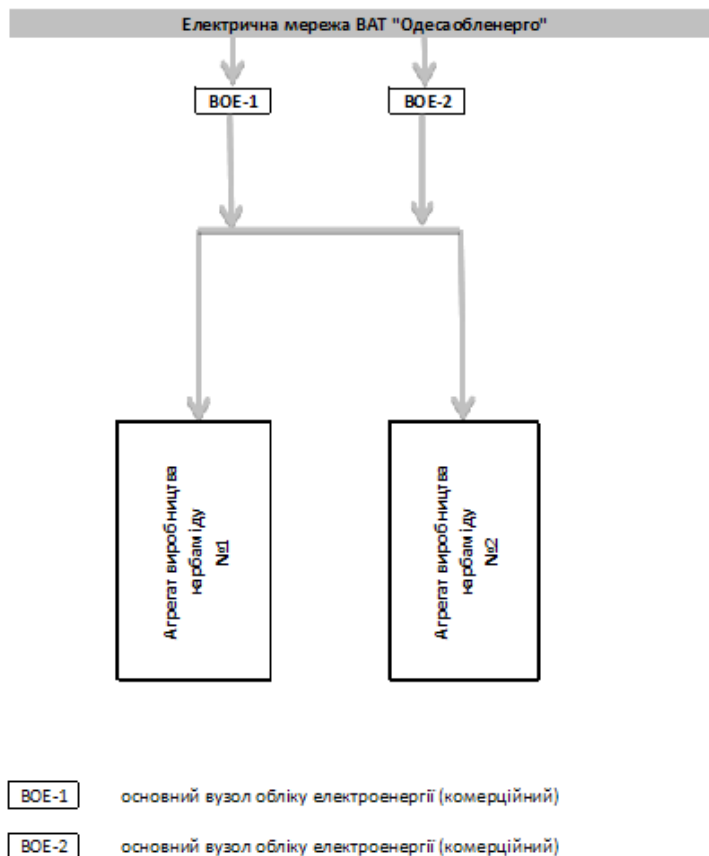 Електрична мережа ВАТ "Одесаобленерго"
ВОЕ-1 ВОЕ-2
Агрегат виробництва
карбаміду
№1
Агрегат виробництва
карбаміду
№2
ВОЕ-1 основний вузол обліку електроенергії (комерційний)
ВОЕ-2 основний вузол обліку електроенергії (комерційний)